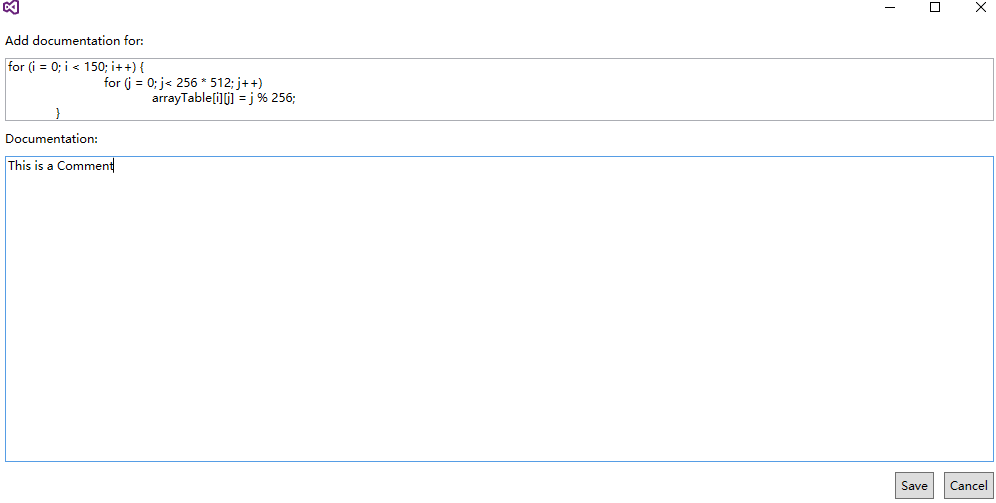 Add documentation for:
for (i = 0; i < 150; i++) {
for (j = 0; j< 256 * 512; j++)
arrayTable[i][j] = j % 256;
}
Documentation:
This is a Comment
Save Cancel